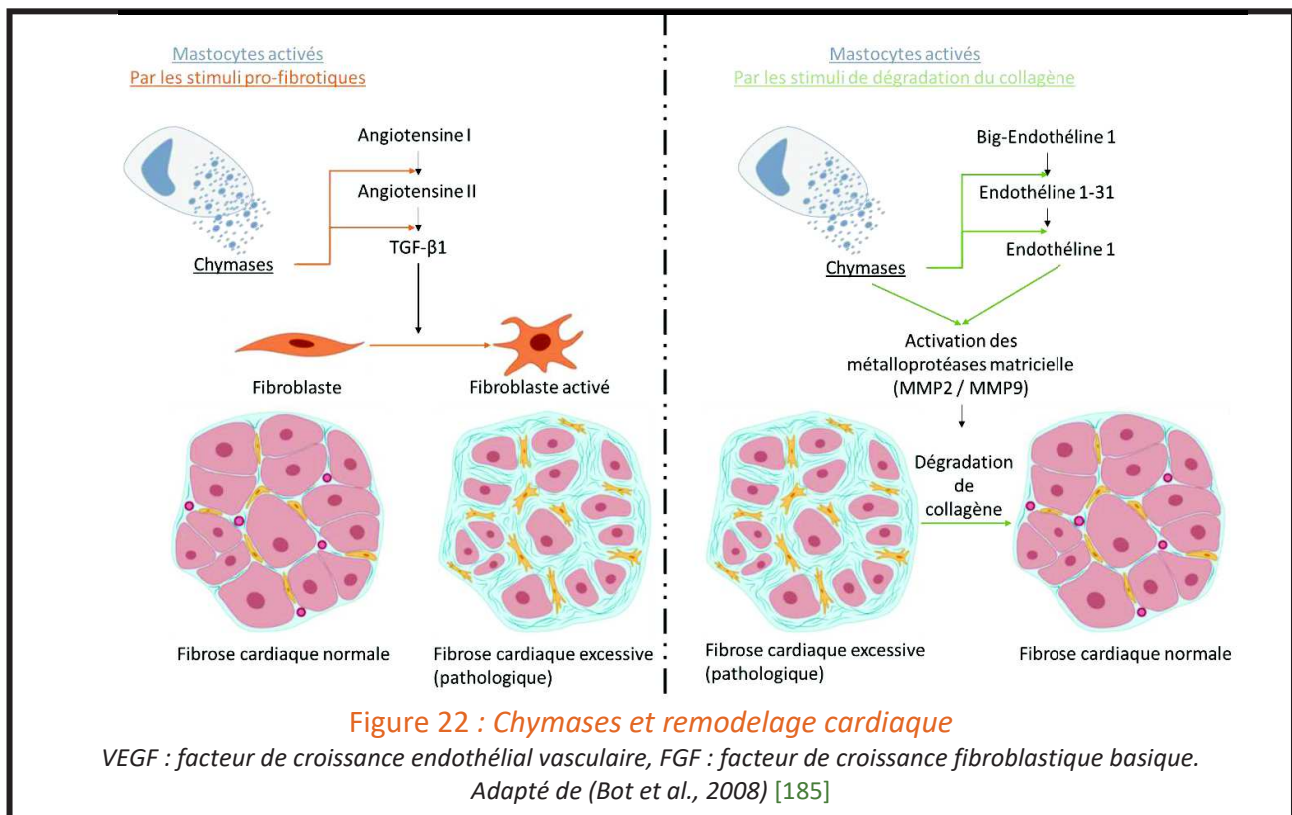 Mastocytes activés
Par les stimuli pro-fibrotiques
Angiotensine I
Angiotensine II
TGF-β1
Chymases
Fibroblaste
Fibroblaste activé
Fibrose cardiaque normale
Fibrose cardiaque excessive
(pathologique)
Mastocytes activés
Par les stimuli de dégradation du collagène
Big-Endothéline 1
Endothéline 1-31
Endothéline 1
Chymases
Activation des
métalloprotéases matricielle
(MMP2 / MMP9)
Dégradation
de
collagène
Fibrose cardiaque excessive
(pathologique)
Fibrose cardiaque normale
Figure 22 : Chymases et remodelage cardiaque
VEGF : facteur de croissance endothélial vasculaire, FGF : facteur de croissance fibroblastique basique.
Adapté de (Bot et al., 2008) [185]